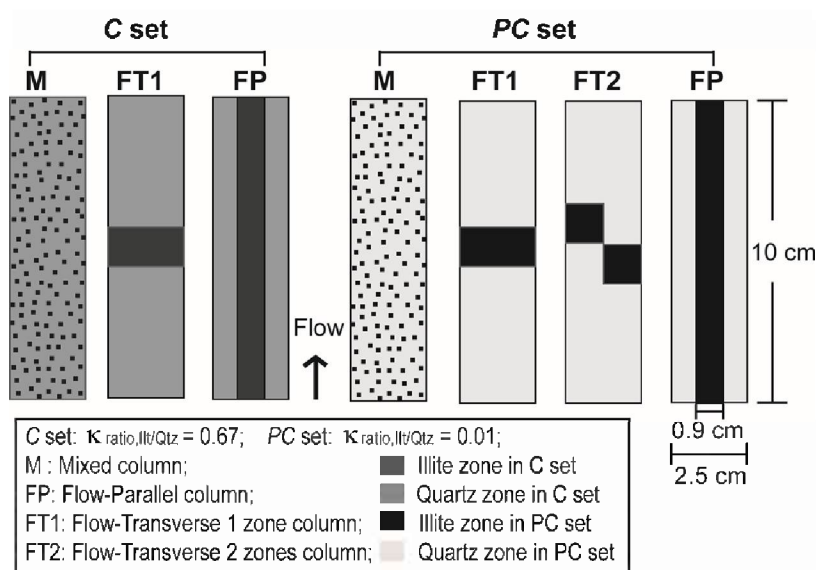 C set
PC set
M FT1 FP
M FT1 FT2 FP
Flow
10 cm
0.9 cm
2.5 cm
C set: κ ratio,Ilt/Qtz = 0.67; PC set: κ ratio,Ilt/Qtz = 0.01;
M : Mixed column;
FP: Flow-Parallel column;
FT1: Flow-Transverse 1 zone column;
FT2: Flow-Transverse 2 zones column;
Illite zone in C set
Quartz zone in C set
Illite zone in PC set
Quartz zone in PC set